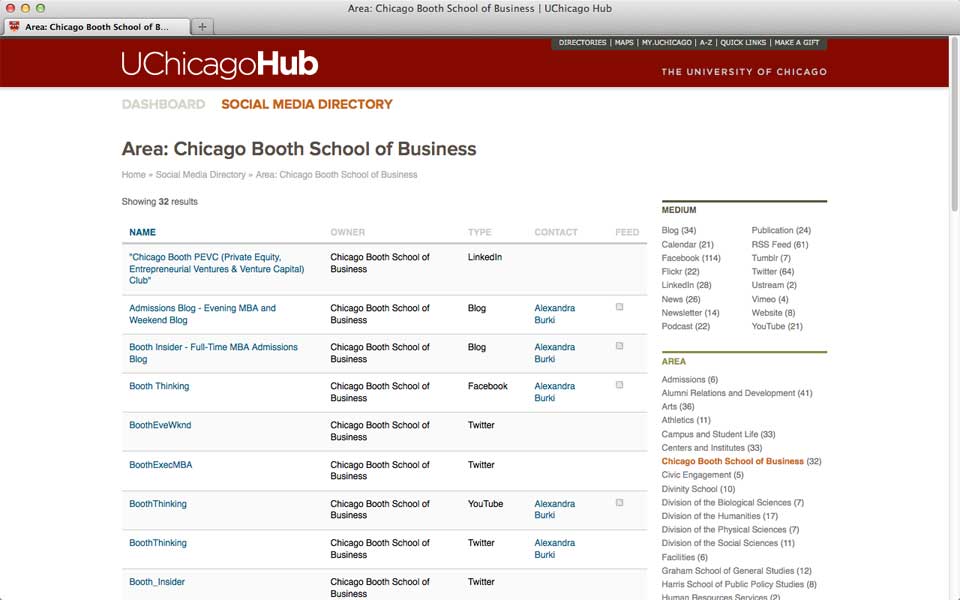 Area: Chicago Booth School of Business | UChicago Hub
Area: Chicago Booth School of B...
DIRECTORIES | MAPS | MY.UCHICAGO | A-Z | QUICK LINKS | MAKE A GIFT
UChicagoHub
THE UNIVERSITY OF CHICAGO
DASHBOARD SOCIAL MEDIA DIRECTORY
Area: Chicago Booth School of Business
Home » Social Media Directory » Area: Chicago Booth School of Business
Showing 32 results
NAME OWNER TYPE CONTACT FEED
"Chicago Booth PEVC (Private Equity, Chicago Booth School of LinkedIn
Entrepreneurial Ventures & Venture Capital) Business
Club"
Admissions Blog - Evening MBA and Chicago Booth School of Blog Alexandra
Weekend Blog Business Burki
Booth Insider - Full-Time MBA Admissions Chicago Booth School of Blog Alexandra
Blog Business Burki
Booth Thinking Chicago Booth School of Facebook Alexandra
Business Burki
BoothEveWknd Chicago Booth School of Twitter
Business
BoothExecMBA Chicago Booth School of Twitter
Business
BoothThinking Chicago Booth School of YouTube Alexandra
Business Burki
BoothThinking Chicago Booth School of Twitter Alexandra
Business Burki
Booth_Insider Chicago Booth School of Twitter
Business
MEDIUM
Blog (34) Publication (24)
Calendar (21) RSS Feed (61)
Facebook (114) Tumblr (7)
Flickr (22) Twitter (64)
LinkedIn (28) Ustream (2)
News (26) Vimeo (4)
Newsletter (14) Website (8)
Podcast (22) YouTube (21)
AREA
Admissions (6)
Alumni Relations and Development (41)
Arts (36)
Athletics (11)
Campus and Student Life (33)
Centers and Institutes (33)
Chicago Booth School of Business (32)
Civic Engagement (5)
Divinity School (10)
Division of the Biological Sciences (7)
Division of the Humanities (17)
Division of the Physical Sciences (7)
Division of the Social Sciences (11)
Facilities (6)
Graham School of General Studies (12)
Harris School of Public Policy Studies (8)
Human Resources Services (2)